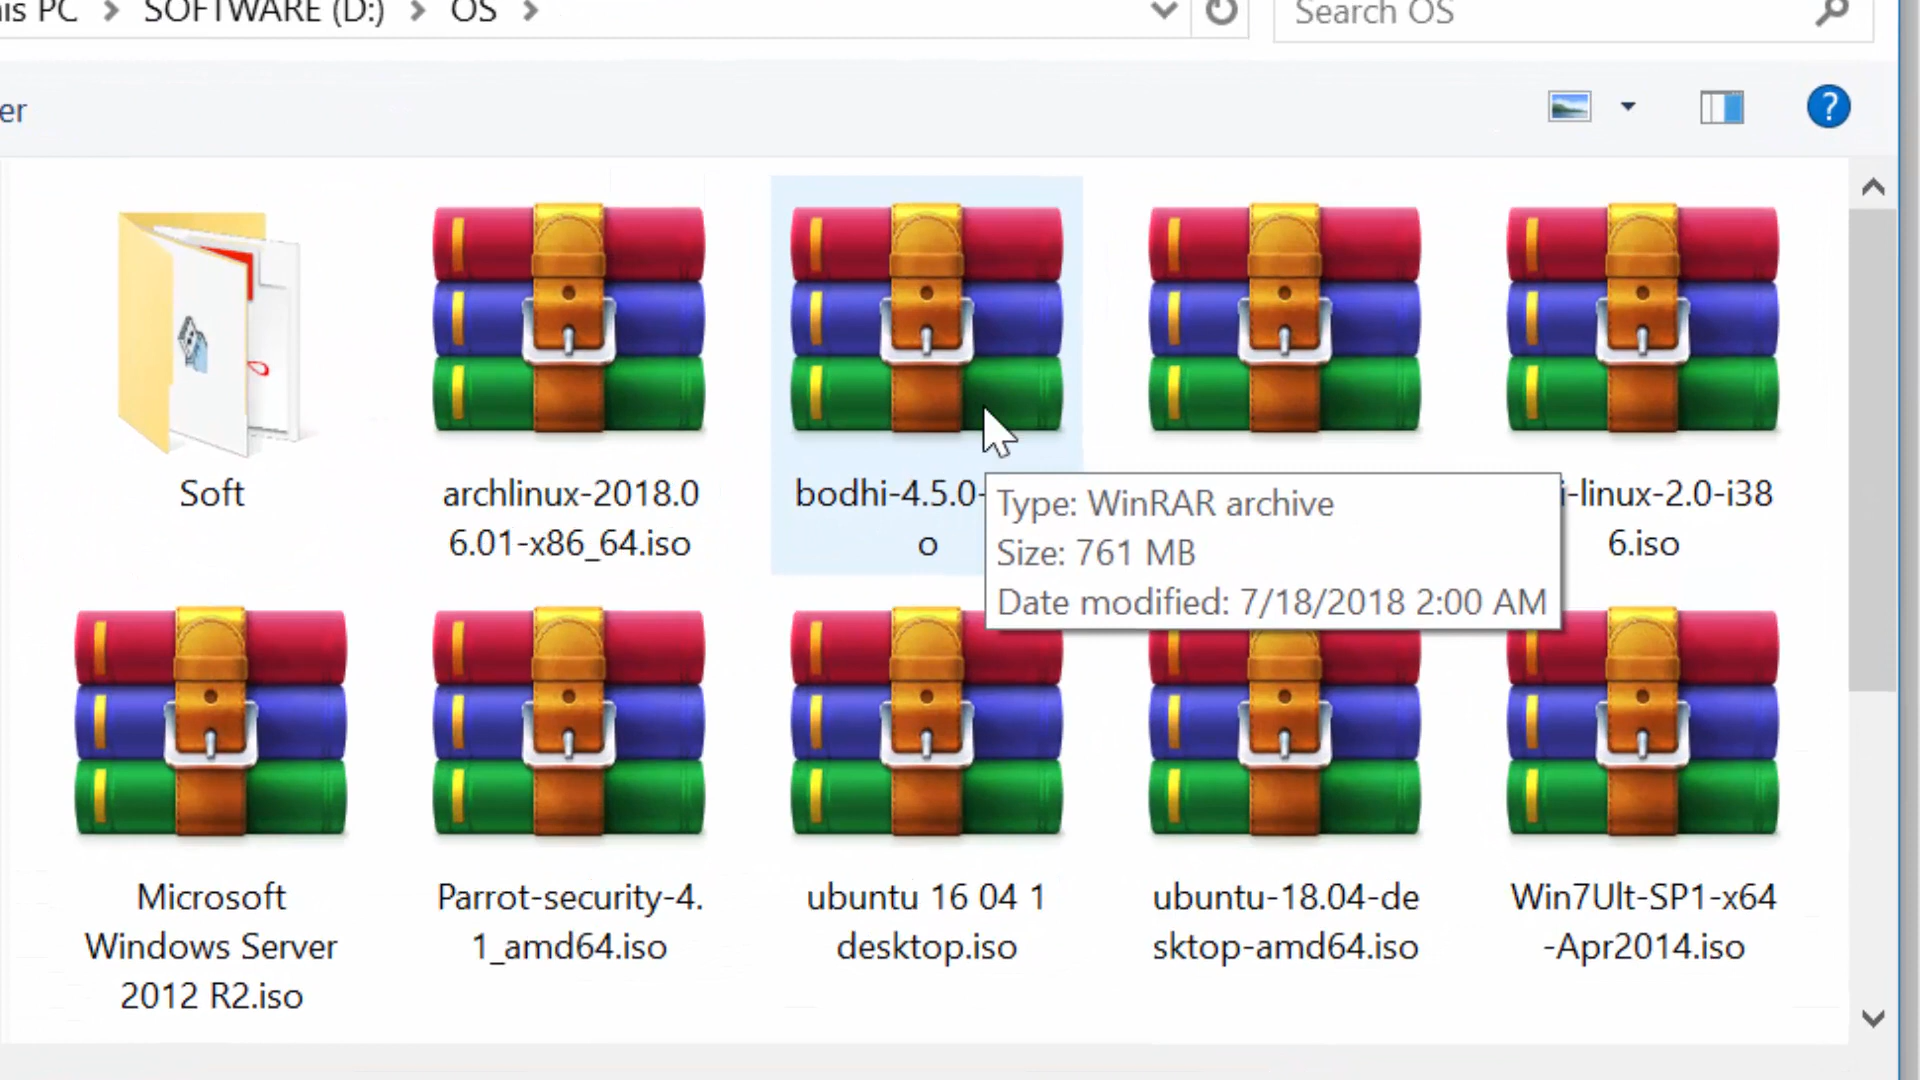 is PC > SOFTWARE (D:) > OS >
Search OS
er
?
Soft
archlinux-2018.0
6.01-x86_64.iso
bodhi-4.5.0-
o
i-linux-2.0-i38
6.iso
Type: WinRAR archive
Size: 761 MB
Date modified: 7/18/2018 2:00 AM
Microsoft
Windows Server
2012 R2.iso
Parrot-security-4.
1_amd64.iso
ubuntu 16 04 1
desktop.iso
ubuntu-18.04-de
sktop-amd64.iso
Win7Ult-SP1-x64
-Apr2014.iso